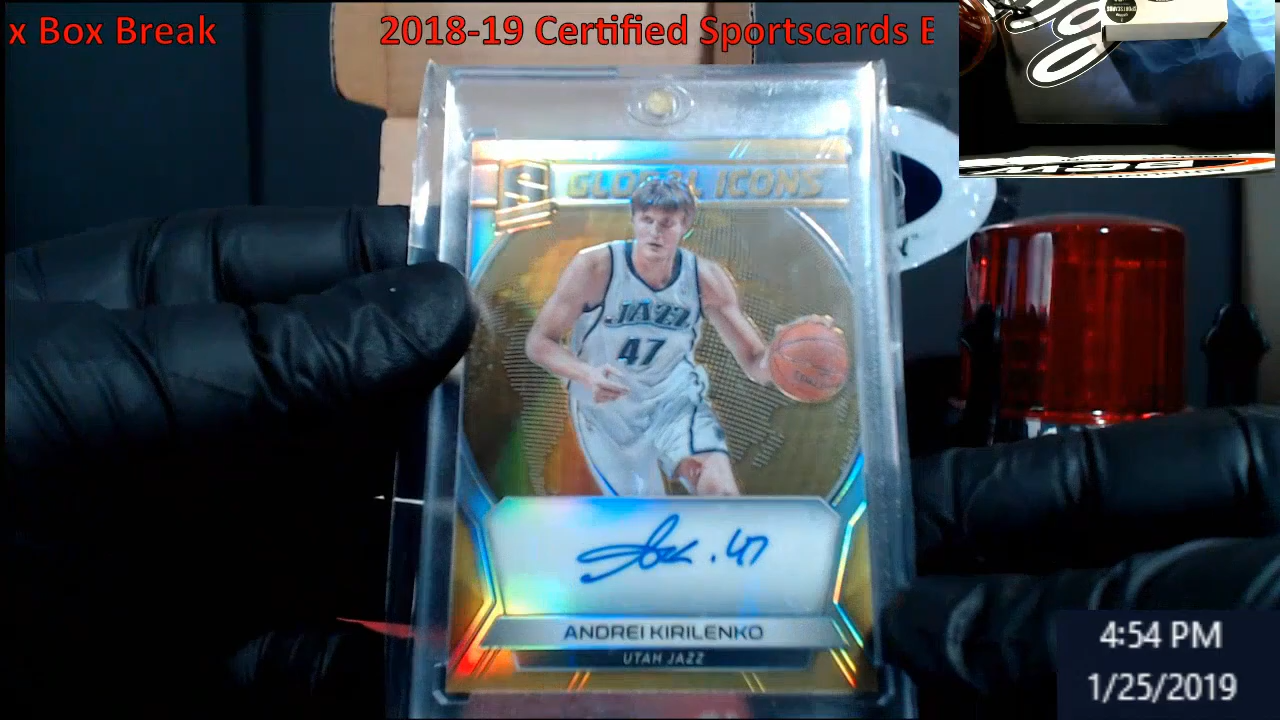 x Box Break
2018-19 Certified Sportscards B
S
GLOBAL ICONS
JAZZ
47
. 47
ANDREI KIRILENKO
UTAH JAZZ
4:54 PM
1/25/2019